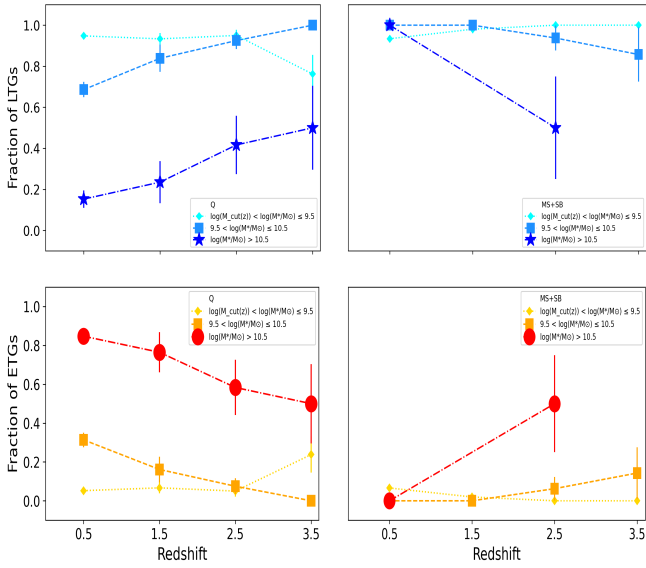 Fraction of LTGs
1.0
0.8
0.6
0.4
0.2
0.0
Q
log(M_cut(z)) < log(M*/M⊙) ≤ 9.5
9.5 < log(M*/M⊙) ≤ 10.5
log(M*/M⊙) > 10.5
MS+SB
log(M_cut(z)) < log(M*/M⊙) ≤ 9.5
9.5 < log(M*/M⊙) ≤ 10.5
log(M*/M⊙) > 10.5
Fraction of ETGs
1.0
0.8
0.6
0.4
0.2
0.0
Q
log(M_cut(z)) < log(M*/M⊙) ≤ 9.5
9.5 < log(M*/M⊙) ≤ 10.5
log(M*/M⊙) > 10.5
0.5 1.5 2.5 3.5
Redshift
MS+SB
log(M_cut(z)) < log(M*/M⊙) ≤ 9.5
9.5 < log(M*/M⊙) ≤ 10.5
log(M*/M⊙) > 10.5
0.5 1.5 2.5 3.5
Redshift